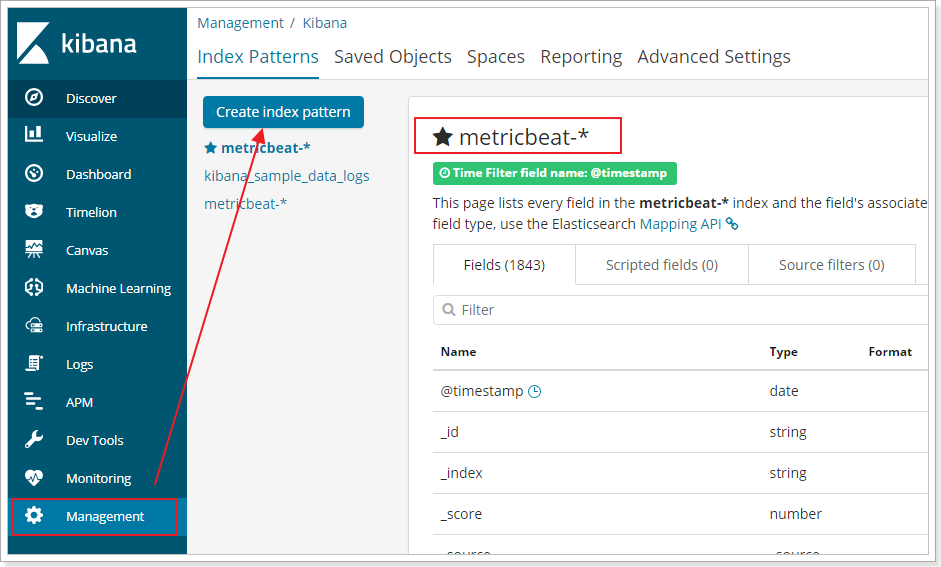 kibana
Discover
Visualize
Dashboard
Timelion
Canvas
Machine Learning
Infrastructure
Logs
APM
Dev Tools
Monitoring
Management
Management / Kibana
Index Patterns Saved Objects Spaces Reporting Advanced Settings
Create index pattern
★ metricbeat-*
kibana_sample_data_logs
metricbeat-*
★ metricbeat-*
Time Filter field name: @timestamp
This page lists every field in the metricbeat-* index and the field's associate
field type, use the Elasticsearch Mapping API
Fields (1843) Scripted fields (0) Source filters (0)
Filter
Name Type Format
@timestamp date
_id string
_index string
_score number
_source _source